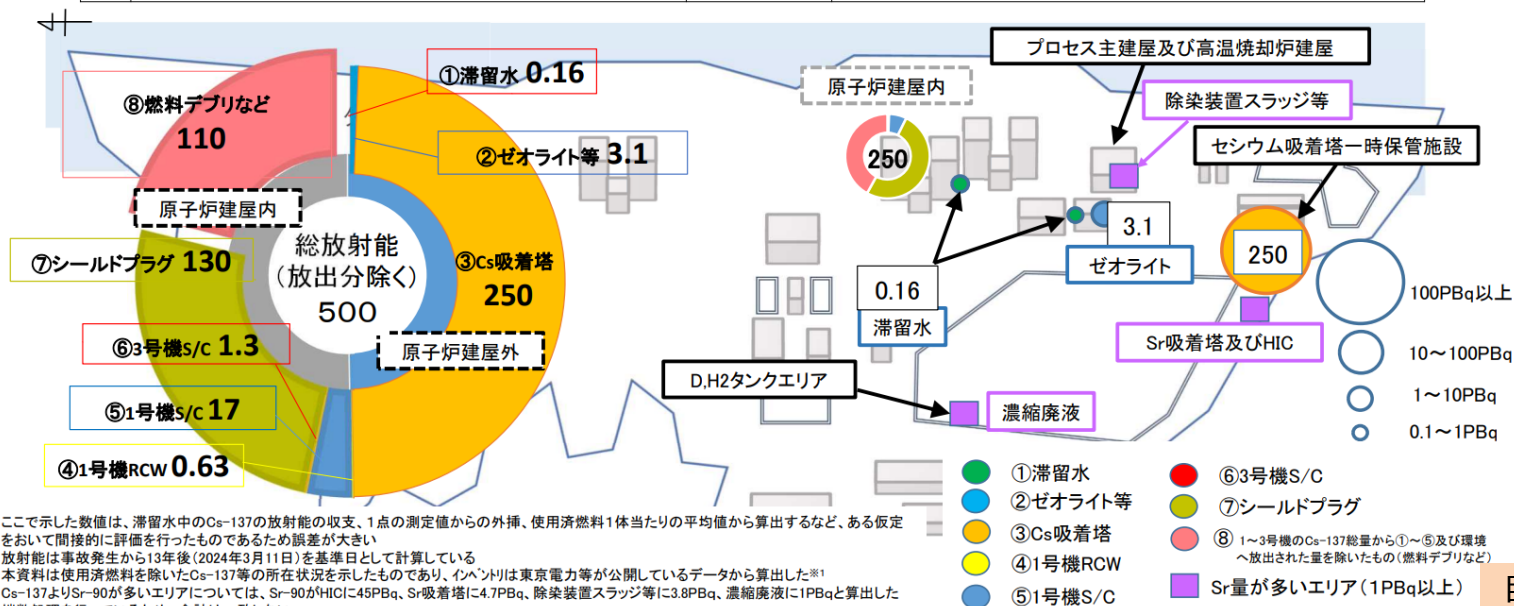 ①滞留水 0.16
⑧燃料デブリなど
110
②ゼオライト等 3.1
原子炉建屋内
総放射能
(放出分除く)
500
③Cs吸着塔
250
⑦シールドプラグ 130
原子炉建屋外
⑥3号機S/C 1.3
⑤1号機S/C 17
④1号機RCW 0.63
プロセス主建屋及び高温焼却炉建屋
原子炉建屋内
除染装置スラッジ等
250
セシウム吸着塔一時保管施設
3.1
ゼオライト
250
0.16
滞留水
Sr吸着塔及びHIC
100PBq以上
10～100PBq
1～10PBq
0.1～1PBq
D,H2タンクエリア
濃縮廃液
①滞留水
②ゼオライト等
③Cs吸着塔
④1号機RCW
⑤1号機S/C
⑥3号機S/C
⑦シールドプラグ
⑧ 1～3号機のCs-137総量から①～⑤及び環境
へ放出された量を除いたもの(燃料デブリなど)
Sr量が多いエリア(1PBq以上)
ここで示した数値は、滞留水中のCs-137の放射能の収支、1点の測定値からの外挿、使用済燃料1体当たりの平均値から算出するなど、ある仮定
をおいて間接的に評価を行ったものであるため誤差が大きい
放射能は事故発生から13年後(2024年3月11日)を基準日として計算している
本資料は使用済燃料を除いたCs-137等の所在状況を示したものであり、インベントリは東京電力等が公開しているデータから算出した※1
Cs-137よりSr-90が多いエリアについては、Sr-90がHICに45PBq、Sr吸着塔に4.7PBq、除染装置スラッジ等に3.8PBq、濃縮廃液に1PBqと算出した